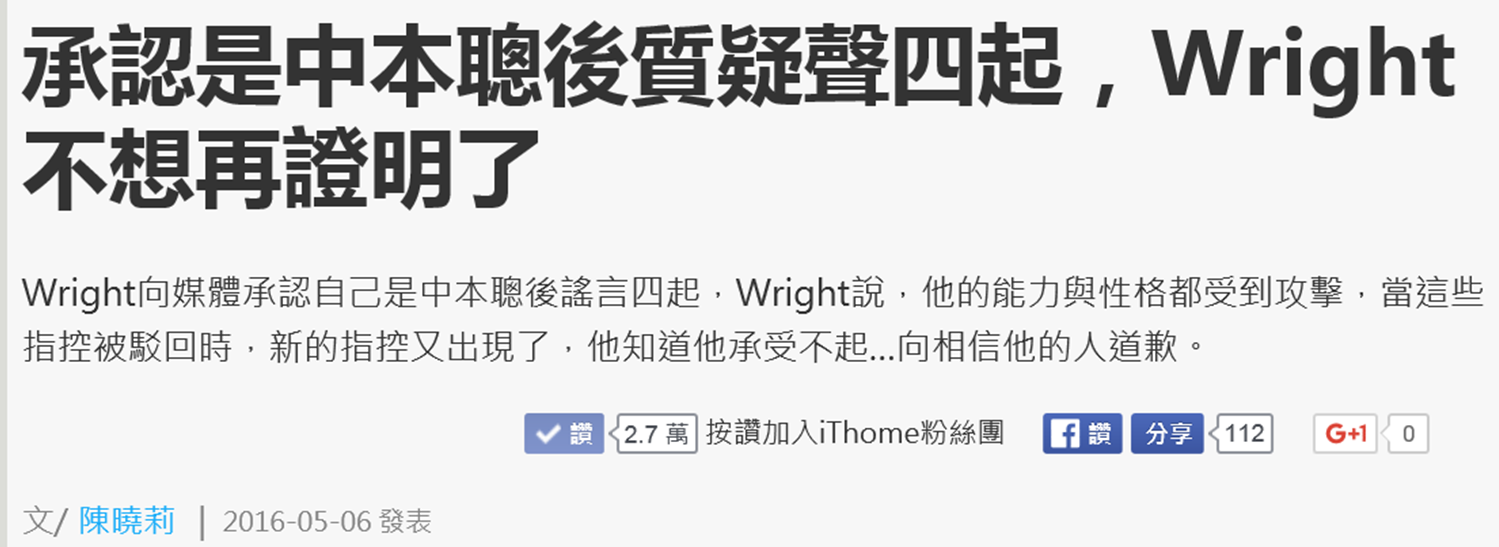 承認是中本聰後質疑聲四起，Wright
不想再證明了
Wright向媒體承認自己是中本聰後謠言四起，Wright說，他的能力與性格都受到攻擊，當這些
指控被駁回時，新的指控又出現了，他知道他承受不起...向相信他的人道歉。
讚 2.7 萬 按讚加入iThome粉絲團 讚 分享 112 G+1 0
文/ 陳曉莉 | 2016-05-06 發表